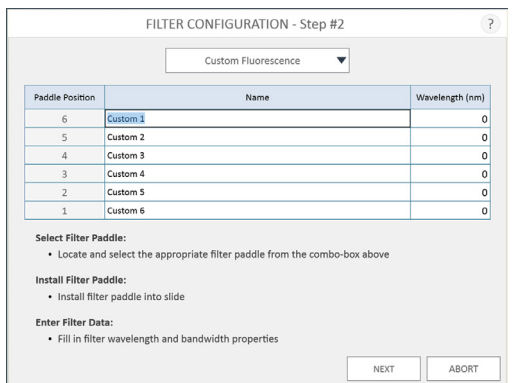 FILTER CONFIGURATION - Step #2
?
Custom Fluorescence
Paddle Position Name Wavelength (nm)
6 Custom 1 0
5 Custom 2 0
4 Custom 3 0
3 Custom 4 0
2 Custom 5 0
1 Custom 6 0
Select Filter Paddle:
• Locate and select the appropriate filter paddle from the combo-box above
Install Filter Paddle:
• Install filter paddle into slide
Enter Filter Data:
• Fill in filter wavelength and bandwidth properties
NEXT ABORT